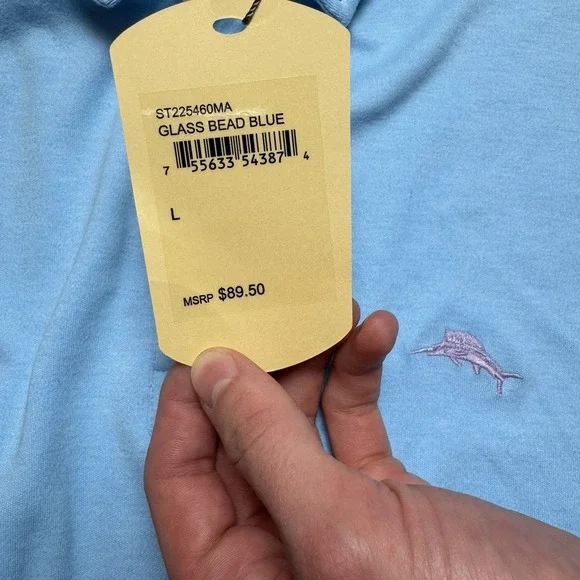 ST225460MA
GLASS BEAD BLUE
7 55633 54387 4
L
MSRP $89.50